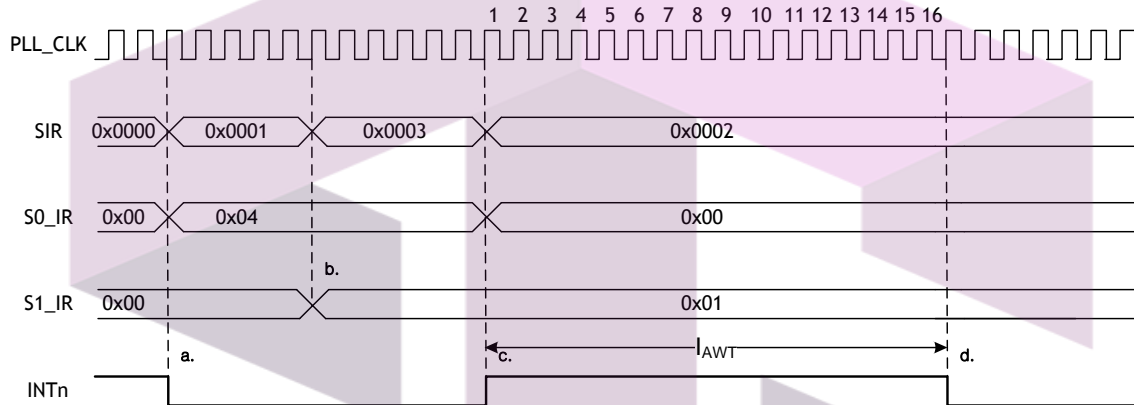 1 2 3 4 5 6 7 8 9 10 11 12 13 14 15 16
PLL_CLK
SIR 0x0000 0x0001 0x0003 0x0002
S0_IR 0x00 0x04 0x00
b.
S1_IR 0x00 0x01
a. c. IAWT d.
INTn